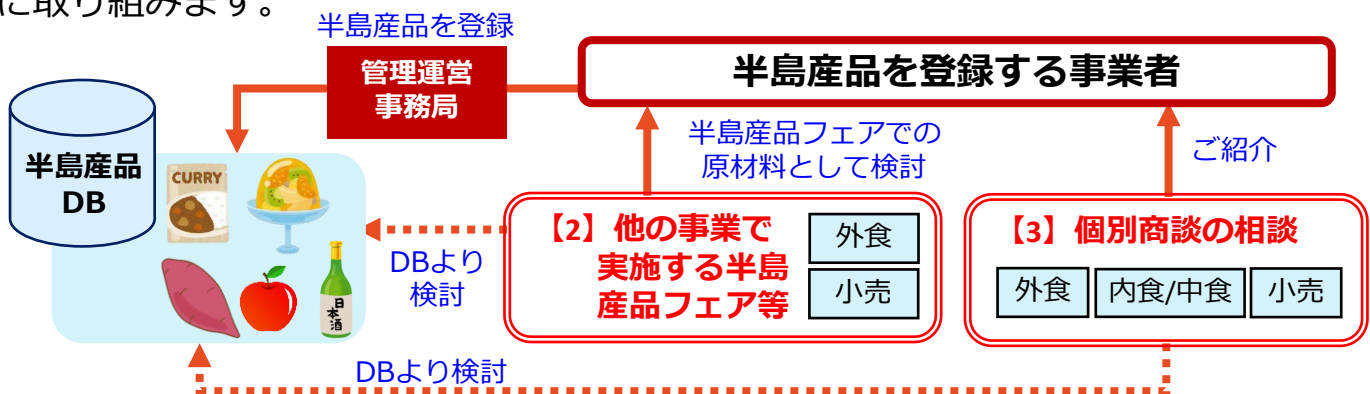 に取り組みます。
半島産品を登録
管理運営
事務局
半島産品を登録する事業者
半島産品
DB
CURRY
日本酒
半島産品フェアでの
原材料として検討
ご紹介
DBより
検討
【2】他の事業で
実施する半島
産品フェア等
外食
小売
【3】個別商談の相談
外食
内食/中食
小売
DBより検討